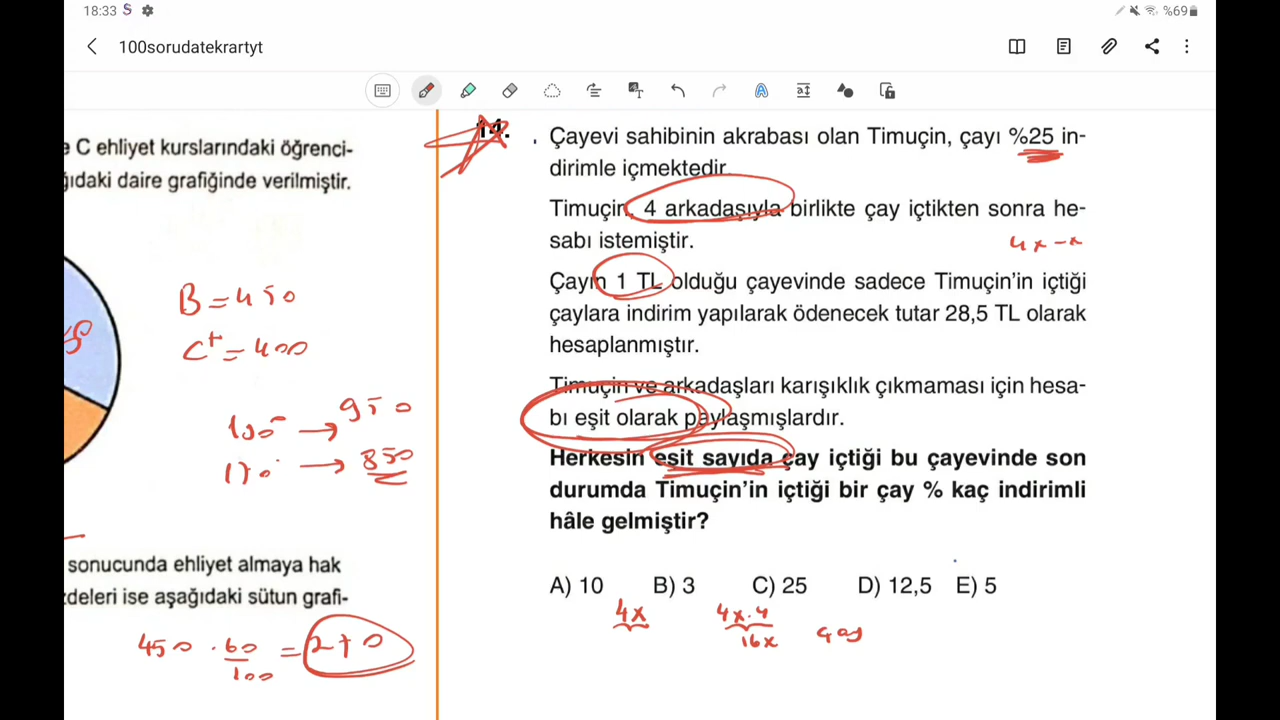 18:33 S
%69
100sorudatekrartyt
e C ehliyet kurslarındaki öğrenci-
ğıdaki daire grafiğinde verilmiştir.
B = 450
C+ = 400
→ 950
→ 850
sonucunda ehliyet almaya hak
zdeleri ise aşağıdaki sütun grafi-
450 . 60/100 = 270
14.
Çayevi sahibinin akrabası olan Timuçin, çayı %25 in-
dirimle içmektedir.
Timuçin, 4 arkadaşıyla birlikte çay içtikten sonra he-
sabı istemiştir.
4x - x
Çayın 1 TL olduğu çayevinde sadece Timuçin'in içtiği
çaylara indirim yapılarak ödenecek tutar 28,5 TL olarak
hesaplanmıştır.
Timuçin ve arkadaşları karışıklık çıkmaması için hesa-
bı eşit olarak paylaşmışlardır.
Herkesin eşit sayıda çay içtiği bu çayevinde son
durumda Timuçin'in içtiği bir çay % kaç indirimli
hâle gelmiştir?
A) 10 B) 3 C) 25 D) 12,5 E) 5
4x 4x.4
16x